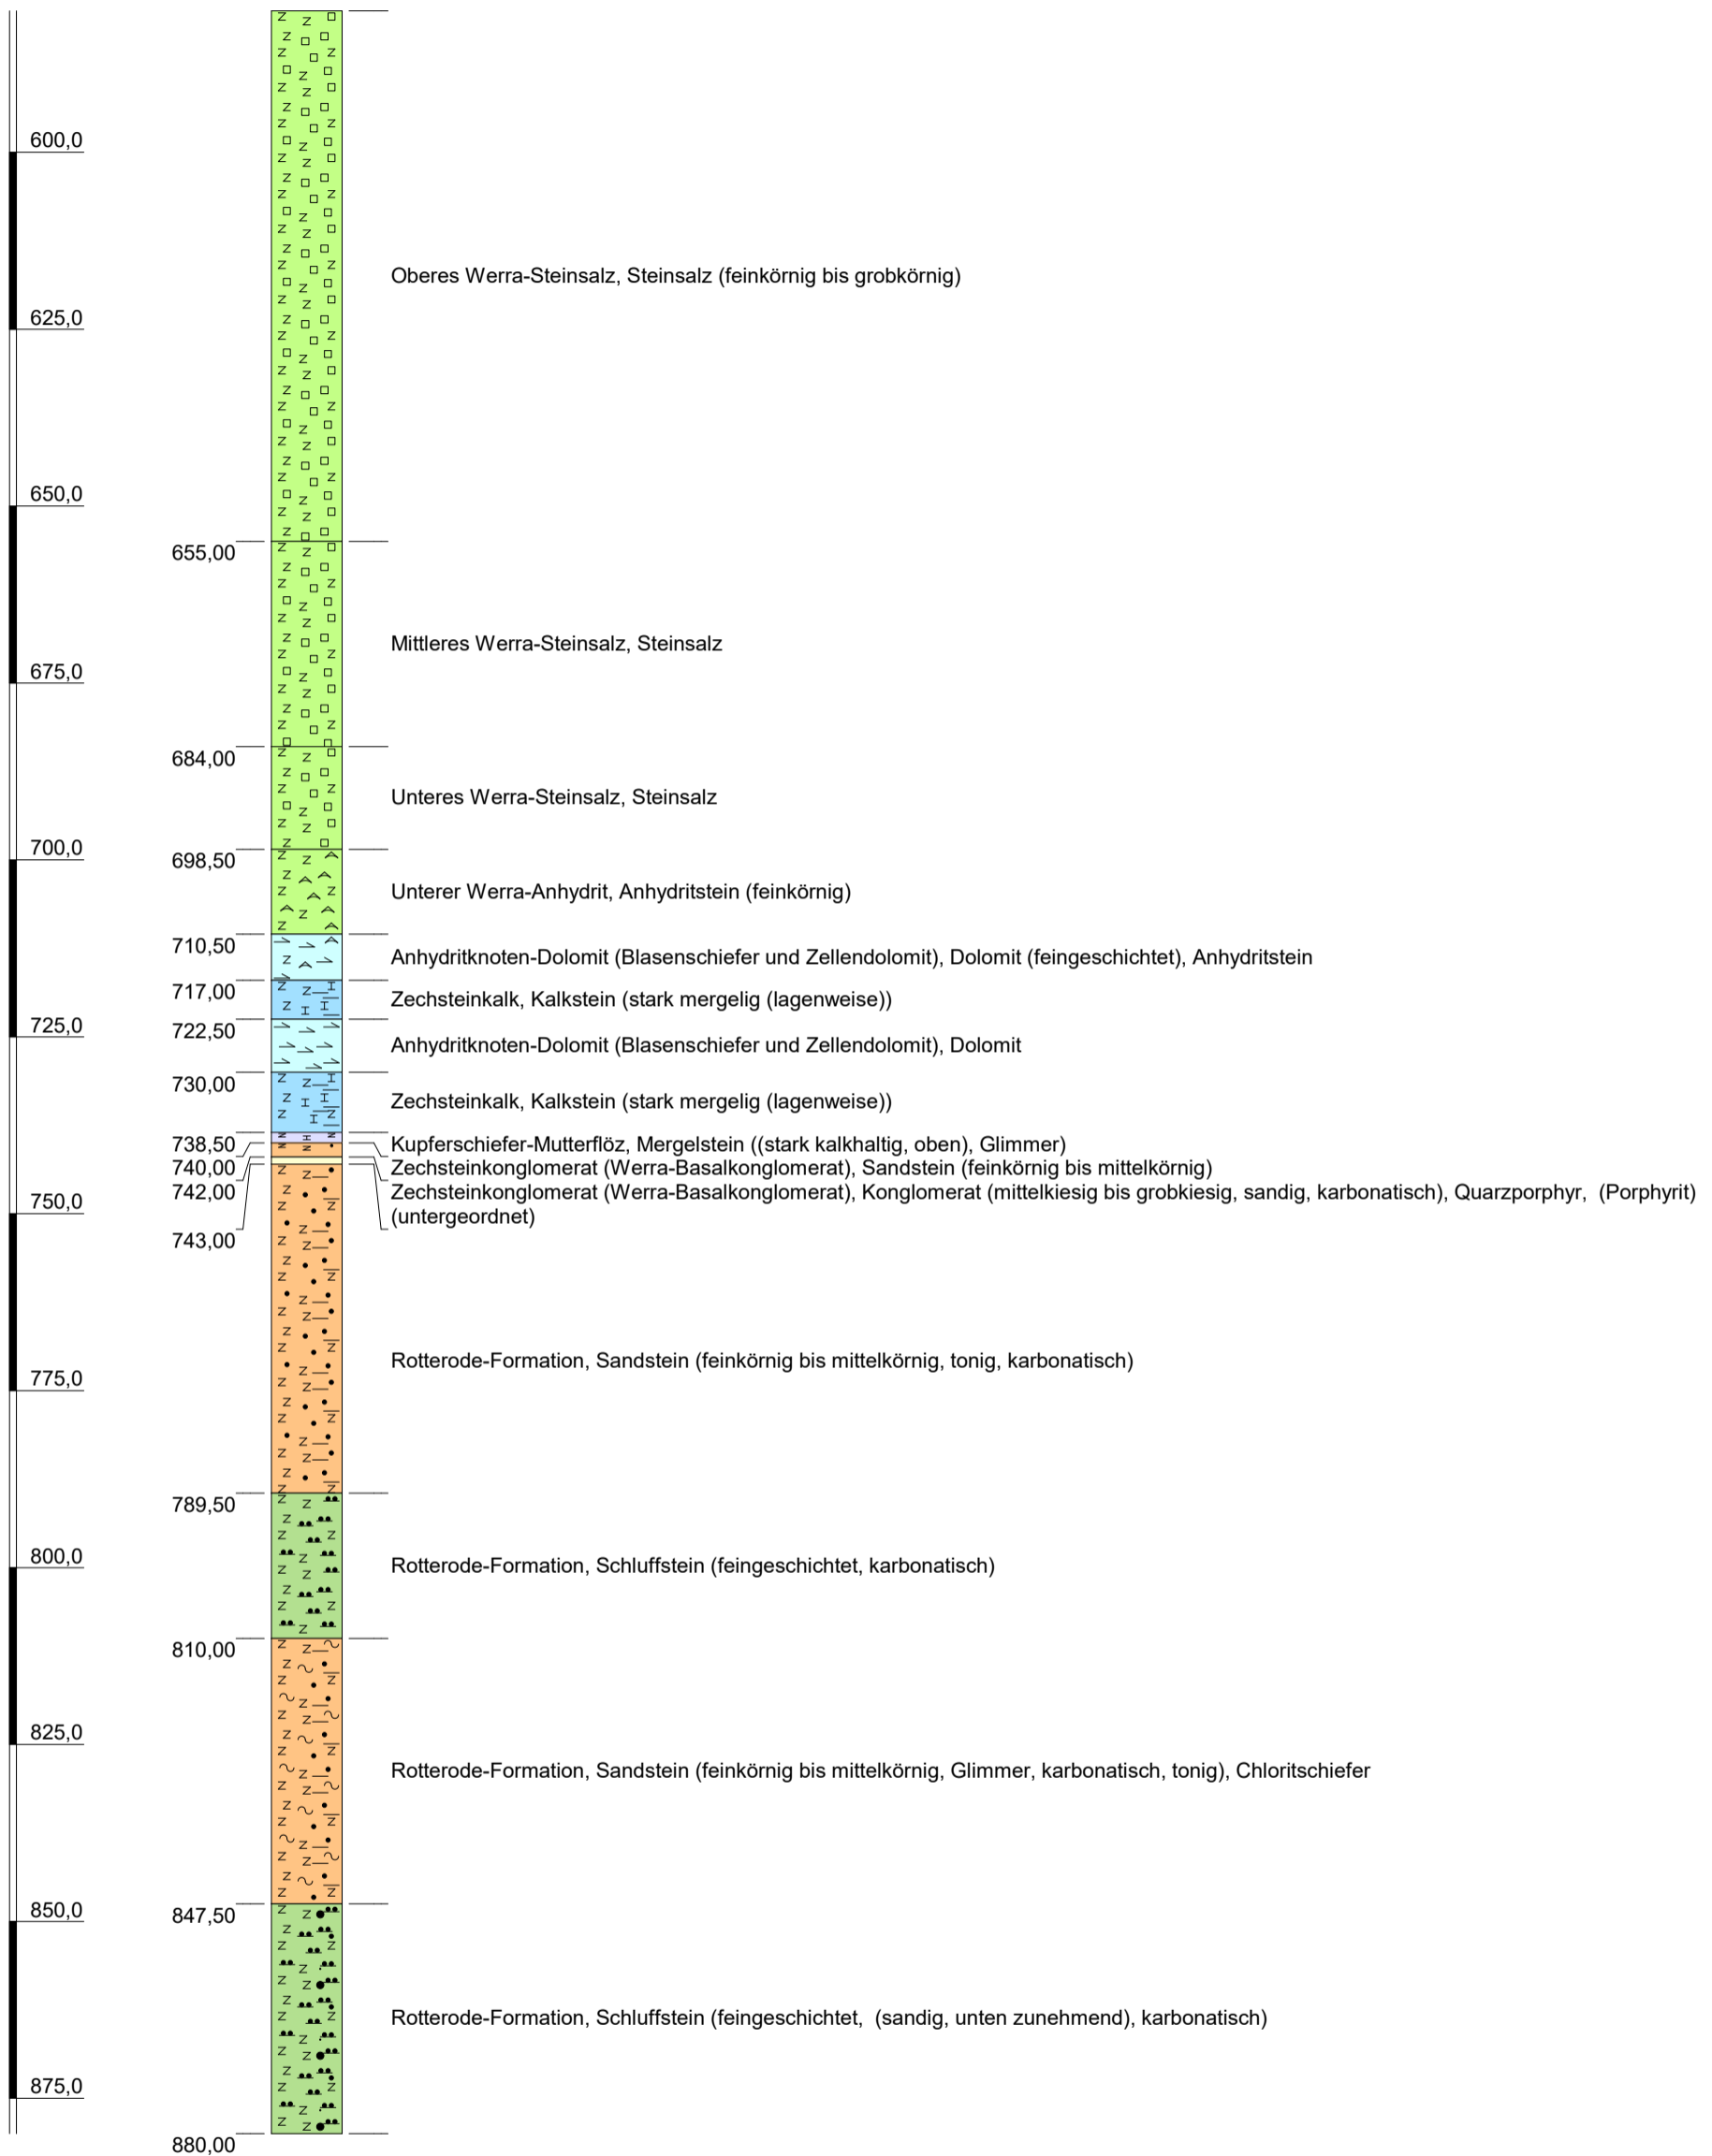 600,0
Oberes Werra-Steinsalz, Steinsalz (feinkörnig bis grobkörnig)
625,0
650,0
655,00
Mittleres Werra-Steinsalz, Steinsalz
675,0
684,00
Unteres Werra-Steinsalz, Steinsalz
700,0
698,50
Unterer Werra-Anhydrit, Anhydritstein (feinkörnig)
710,50
Anhydritknoten-Dolomit (Blasenschiefer und Zellendolomit), Dolomit (feingeschichtet), Anhydritstein
717,00
Zechsteinkalk, Kalkstein (stark mergelig (lagenweise))
725,0
722,50
Anhydritknoten-Dolomit (Blasenschiefer und Zellendolomit), Dolomit
730,00
Zechsteinkalk, Kalkstein (stark mergelig (lagenweise))
738,50
Kupferschiefer-Mutterflöz, Mergelstein ((stark kalkhaltig, oben), Glimmer)
740,00
Zechsteinkonglomerat (Werra-Basalkonglomerat), Sandstein (feinkörnig bis mittelkörnig)
742,00
Zechsteinkonglomerat (Werra-Basalkonglomerat), Konglomerat (mittelkiesig bis grobkiesig, sandig, karbonatisch), Quarzporphyr, (Porphyrit)
(untergeordnet)
750,0
743,00
Rotterode-Formation, Sandstein (feinkörnig bis mittelkörnig, tonig, karbonatisch)
775,0
789,50
800,0
Rotterode-Formation, Schluffstein (feingeschichtet, karbonatisch)
810,00
825,0
Rotterode-Formation, Sandstein (feinkörnig bis mittelkörnig, Glimmer, karbonatisch, tonig), Chloritschiefer
850,0
847,50
Rotterode-Formation, Schluffstein (feingeschichtet, (sandig, unten zunehmend), karbonatisch)
875,0
880,00